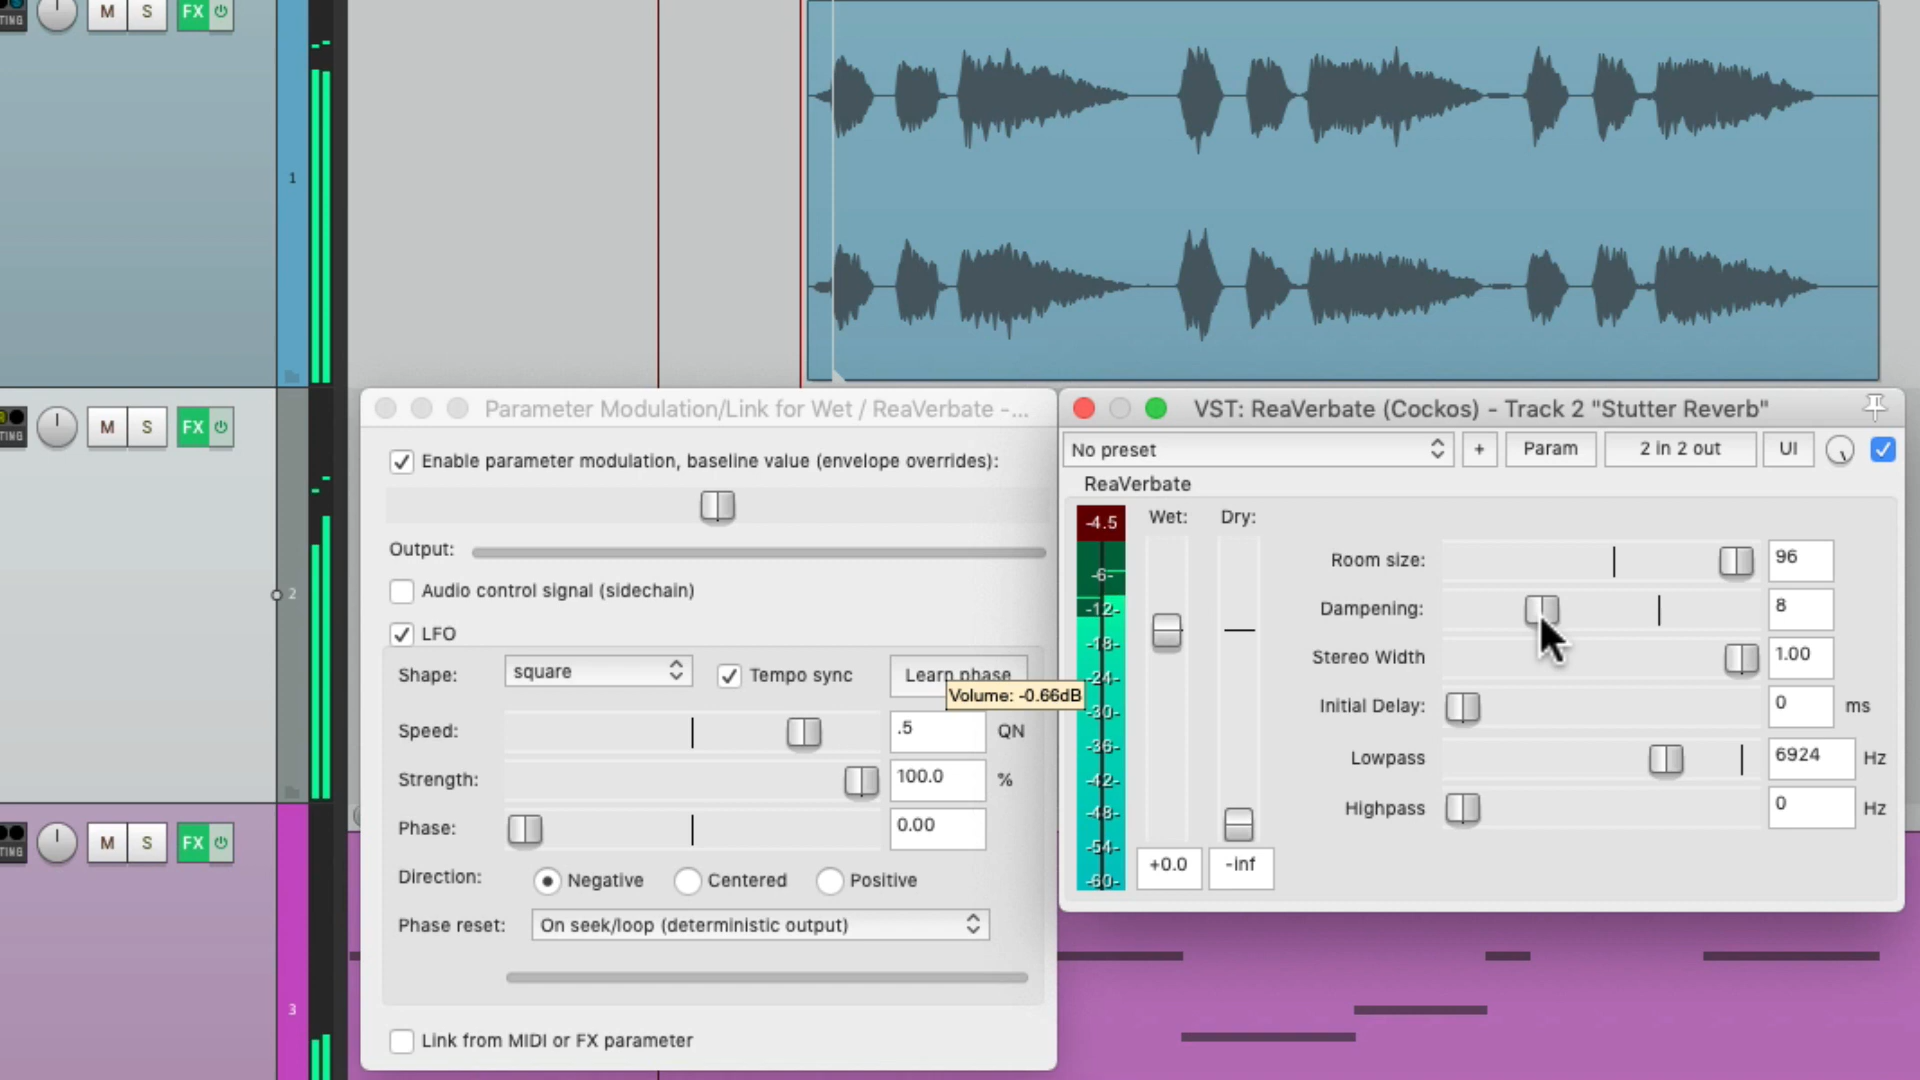 TING
M
S
FX
1
TING
M
S
FX
2
TING
M
S
FX
3
Parameter Modulation/Link for Wet / ReaVerbate -...
Enable parameter modulation, baseline value (envelope overrides):
Output:
Audio control signal (sidechain)
LFO
Shape:
square
Tempo sync
Learn phase
Volume: -0.66dB
Speed:
.5
QN
Strength:
100.0
%
Phase:
0.00
Direction:
Negative
Centered
Positive
Phase reset:
On seek/loop (deterministic output)
Link from MIDI or FX parameter
VST: ReaVerbate (Cockos) - Track 2 "Stutter Reverb"
No preset
+
Param
2 in 2 out
UI
ReaVerbate
-4.5
-6-
-12-
-18-
-24-
-30-
-36-
-42-
-48-
-54-
-60-
Wet:
Dry:
+0.0
-inf
Room size:
96
Dampening:
8
Stereo Width
1.00
Initial Delay:
0
ms
Lowpass
6924
Hz
Highpass
0
Hz